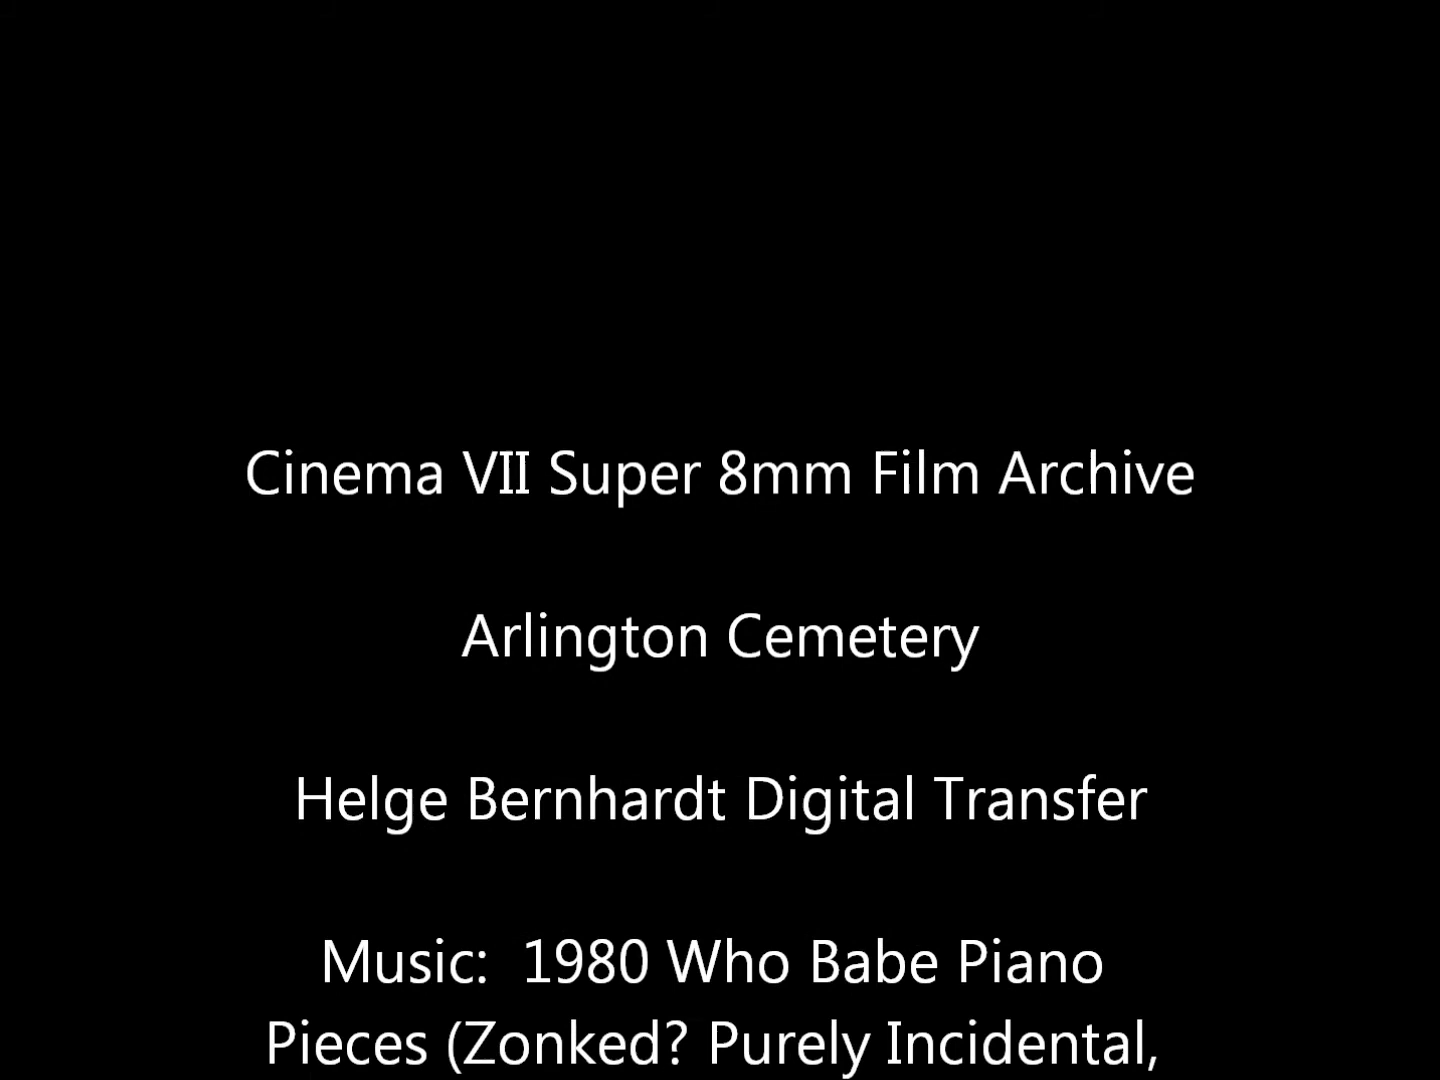 Cinema VII Super 8mm Film Archive
Arlington Cemetery
Helge Bernhardt Digital Transfer
Music:  1980 Who Babe Piano
Pieces (Zonked? Purely Incidental,